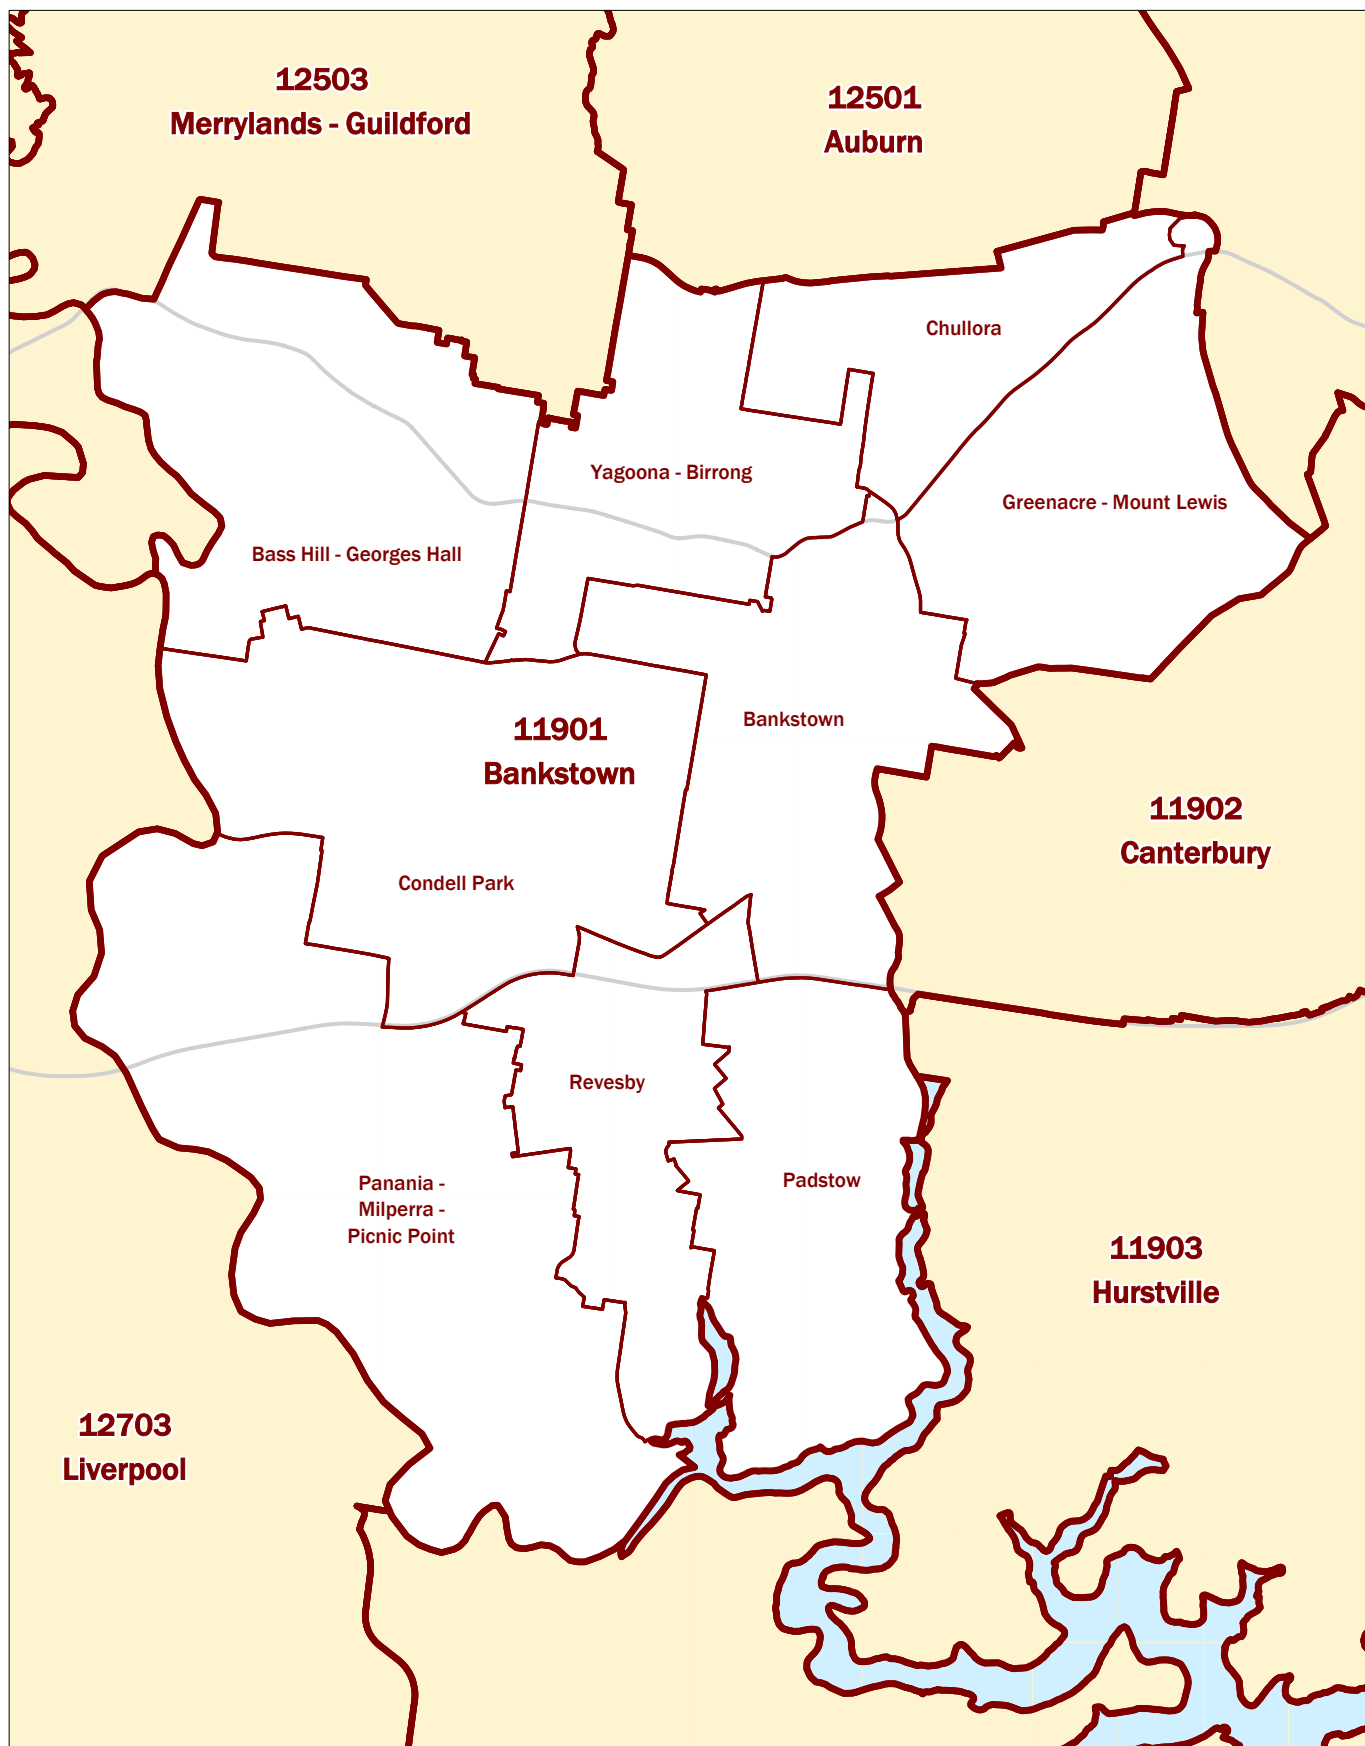 12503
Merrylands - Guildford
12501
Auburn
Chullora
Yagoona - Birrong
Greenacre - Mount Lewis
Bass Hill - Georges Hall
11901
Bankstown
Bankstown
11902
Canterbury
Condell Park
Revesby
Panania -
Milperra -
Picnic Point
Padstow
11903
Hurstville
12703
Liverpool